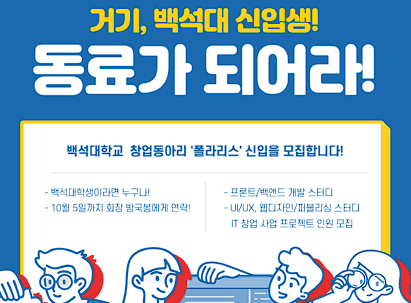 거기, 백석대 신입생!
동료가 되어라!
백석대학교 창업동아리 '폴라리스' 신입을 모집합니다!
- 백석대학생이라면 누구나!
- 10월 5일까지 회장 방국봉에게 연락!
- 프론트/백앤드 개발 스터디
- UI/UX, 웹디자인/퍼블리싱 스터디
IT 창업 사업 프로젝트 인원 모집